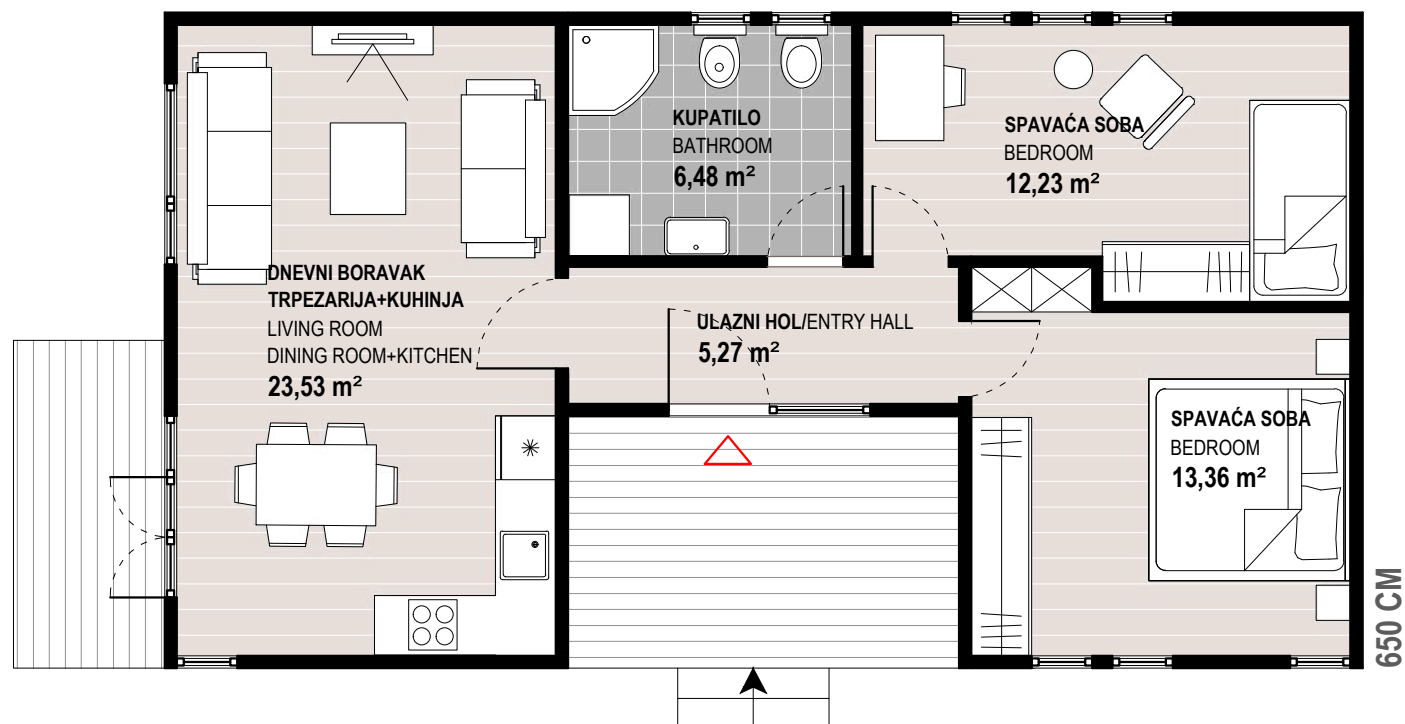 KUPATILO
BATHROOM
6,48 m²
SPAVAĆA SOBA
BEDROOM
12,23 m²
DNEVNI BORAVAK
TRPEZARIJA+KUHINJA
LIVING ROOM
DINING ROOM+KITCHEN
23,53 m²
ULAZNI HOL/ENTRY HALL
5,27 m²
SPAVAĆA SOBA
BEDROOM
13,36 m²
650 CM